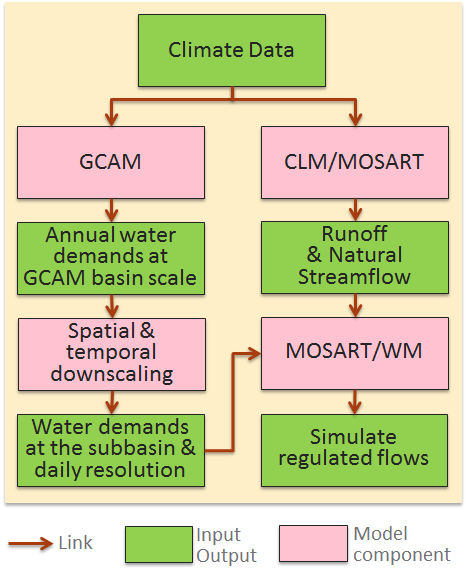 Climate Data
GCAM
CLM/MOSART
Annual water
demands at
GCAM basin scale
Runoff
& Natural
Streamflow
Spatial &
temporal
downscaling
MOSART/WM
Water demands
at the subbasin &
daily resolution
Simulate
regulated flows
Link
Input
Output
Model
component